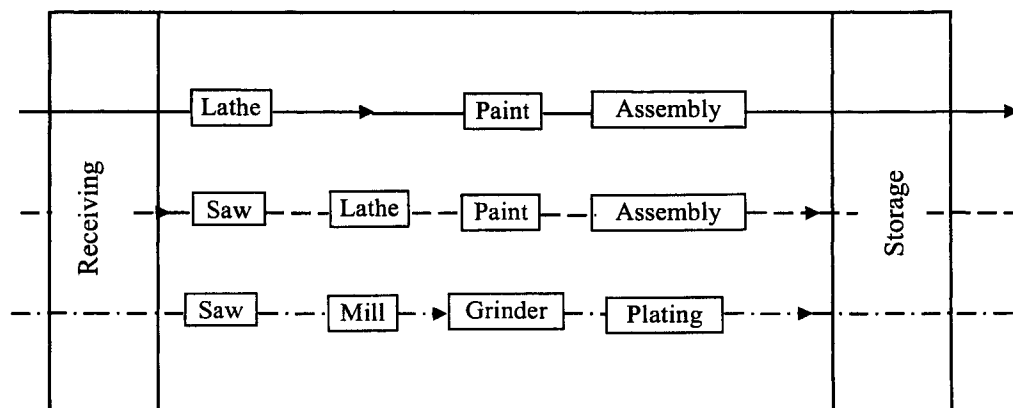 Receiving
Lathe Paint Assembly
Saw Lathe Paint Assembly
Saw Mill Grinder Plating
Storage